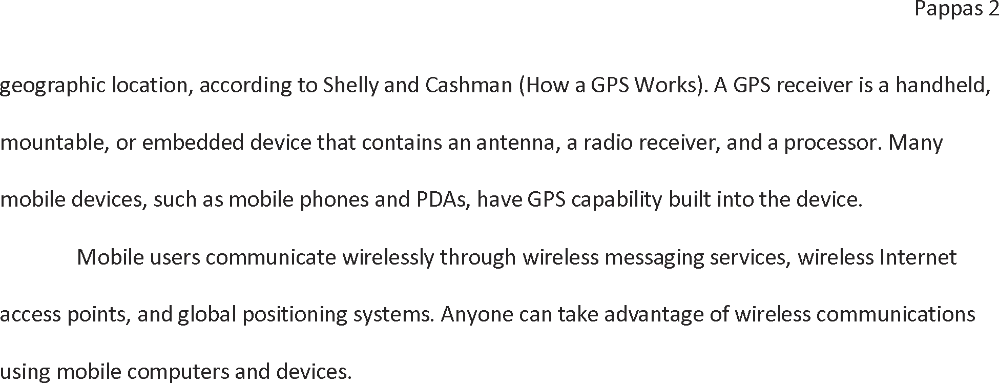 Pappas 2
geographic location, according to Shelly and Cashman (How a GPS Works). A GPS receiver is a handheld,
mountable, or embedded device that contains an antenna, a radio receiver, and a processor. Many
mobile devices, such as mobile phones and PDAs, have GPS capability built into the device.
Mobile users communicate wirelessly through wireless messaging services, wireless Internet
access points, and global positioning systems. Anyone can take advantage of wireless communications
using mobile computers and devices.